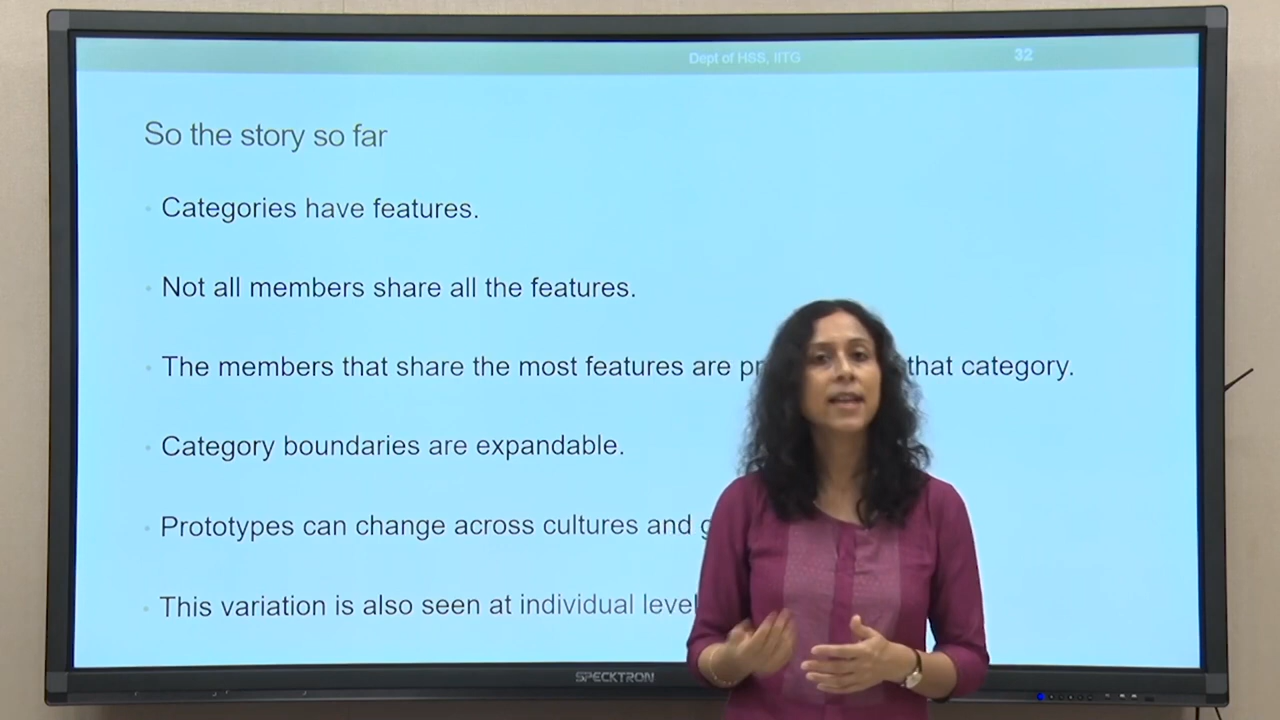 Dept of HSS, IITG
32
So the story so far
Categories have features.
Not all members share all the features.
The members that share the most features are that category.
Category boundaries are expandable.
Prototypes can change across cultures and
This variation is also seen at individual level
SPECKTRON